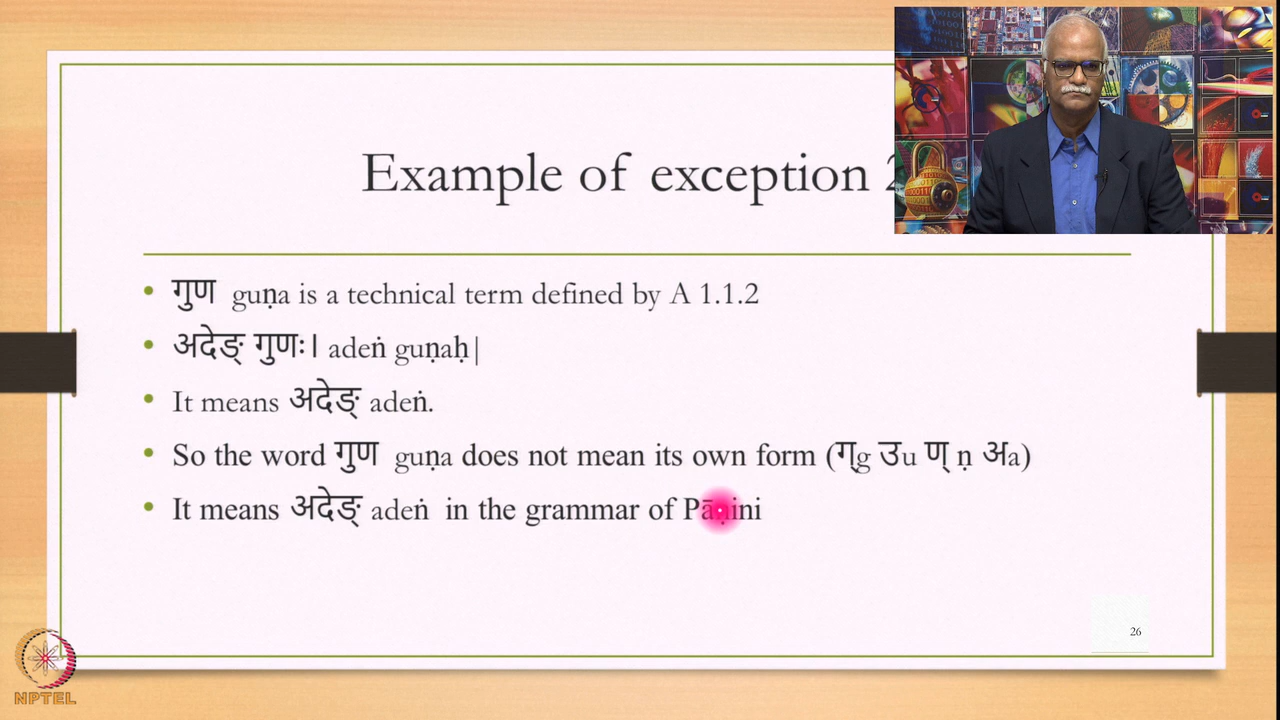 Example of exception 2
• गुण guṇa is a technical term defined by A 1.1.2
• अदेङ् गुणः। adeṅ guṇaḥ|
• It means अदेङ् adeṅ.
• So the word गुण guṇa does not mean its own form (ग्g उu ण् ṇ अa)
• It means अदेङ् adeṅ in the grammar of Pāṇini
26
NPTEL